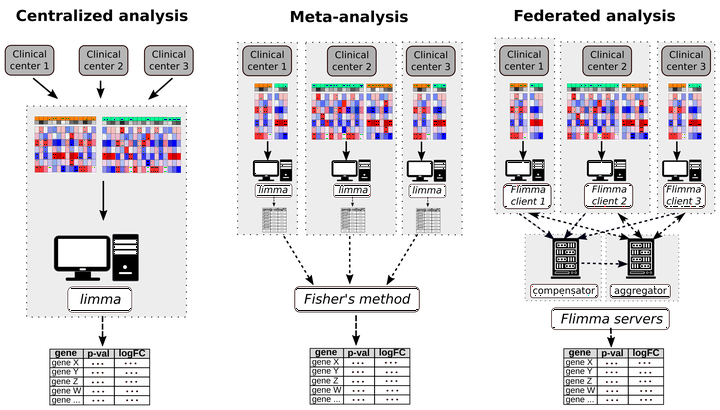 Centralized analysis
Clinical
center 1
Clinical
center 2
Clinical
center 3
limma
gene p-val logFC
gene X ... ...
gene Y ... ...
gene Z ... ...
gene W ... ...
gene ... ... ...
Meta-analysis
Clinical
center 1
Clinical
center 2
Clinical
center 3
limma
limma
limma
Fisher's method
gene p-val logFC
gene X ... ...
gene Y ... ...
gene Z ... ...
gene W ... ...
gene ... ... ...
Federated analysis
Clinical
center 1
Clinical
center 2
Clinical
center 3
Flimma
client 1
Flimma
client 2
Flimma
client 3
compensator
aggregator
Flimma servers
gene p-val logFC
gene X ... ...
gene Y ... ...
gene Z ... ...
gene W ... ...
gene ... ... ...